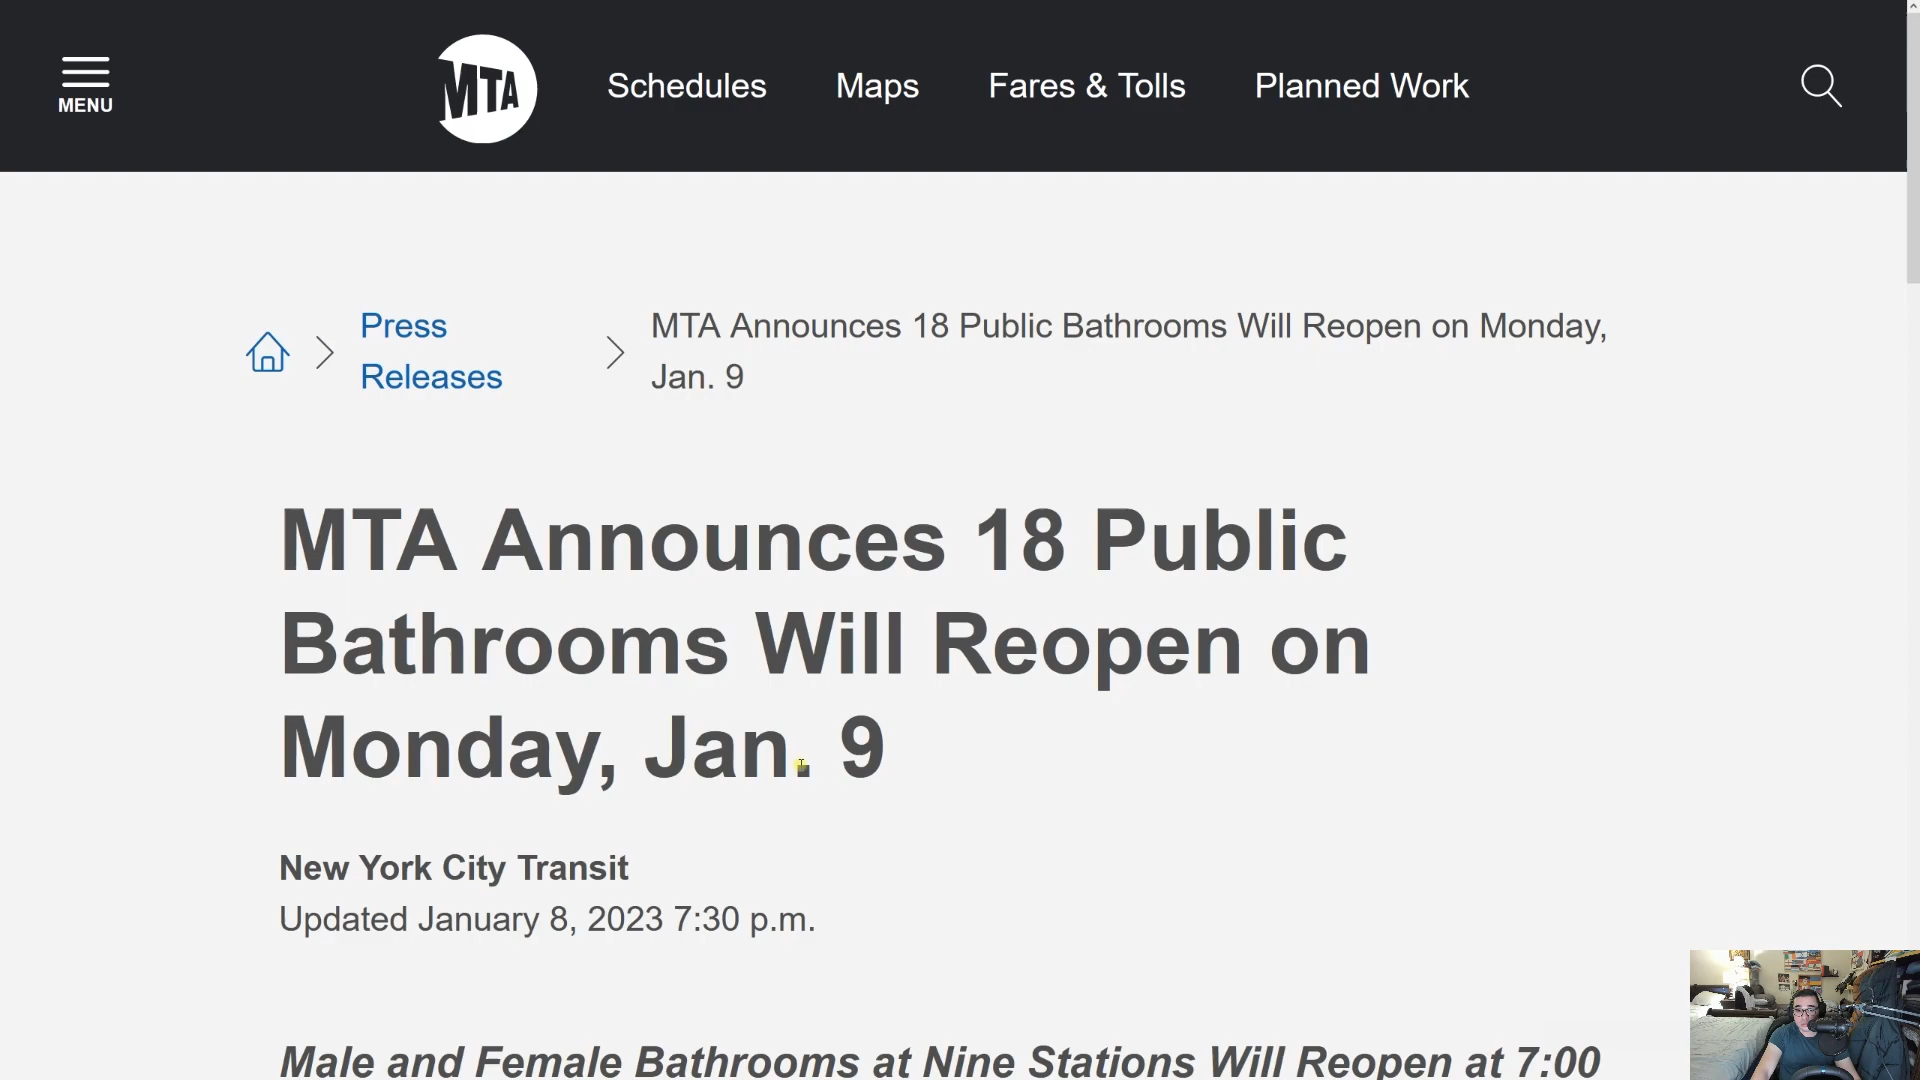 MENU
MTA
Schedules
Maps
Fares & Tolls
Planned Work
Press
Releases
MTA Announces 18 Public Bathrooms Will Reopen on Monday,
Jan. 9
MTA Announces 18 Public
Bathrooms Will Reopen on
Monday, Jan. 9
New York City Transit
Updated January 8, 2023 7:30 p.m.
Male and Female Bathrooms at Nine Stations Will Reopen at 7:00